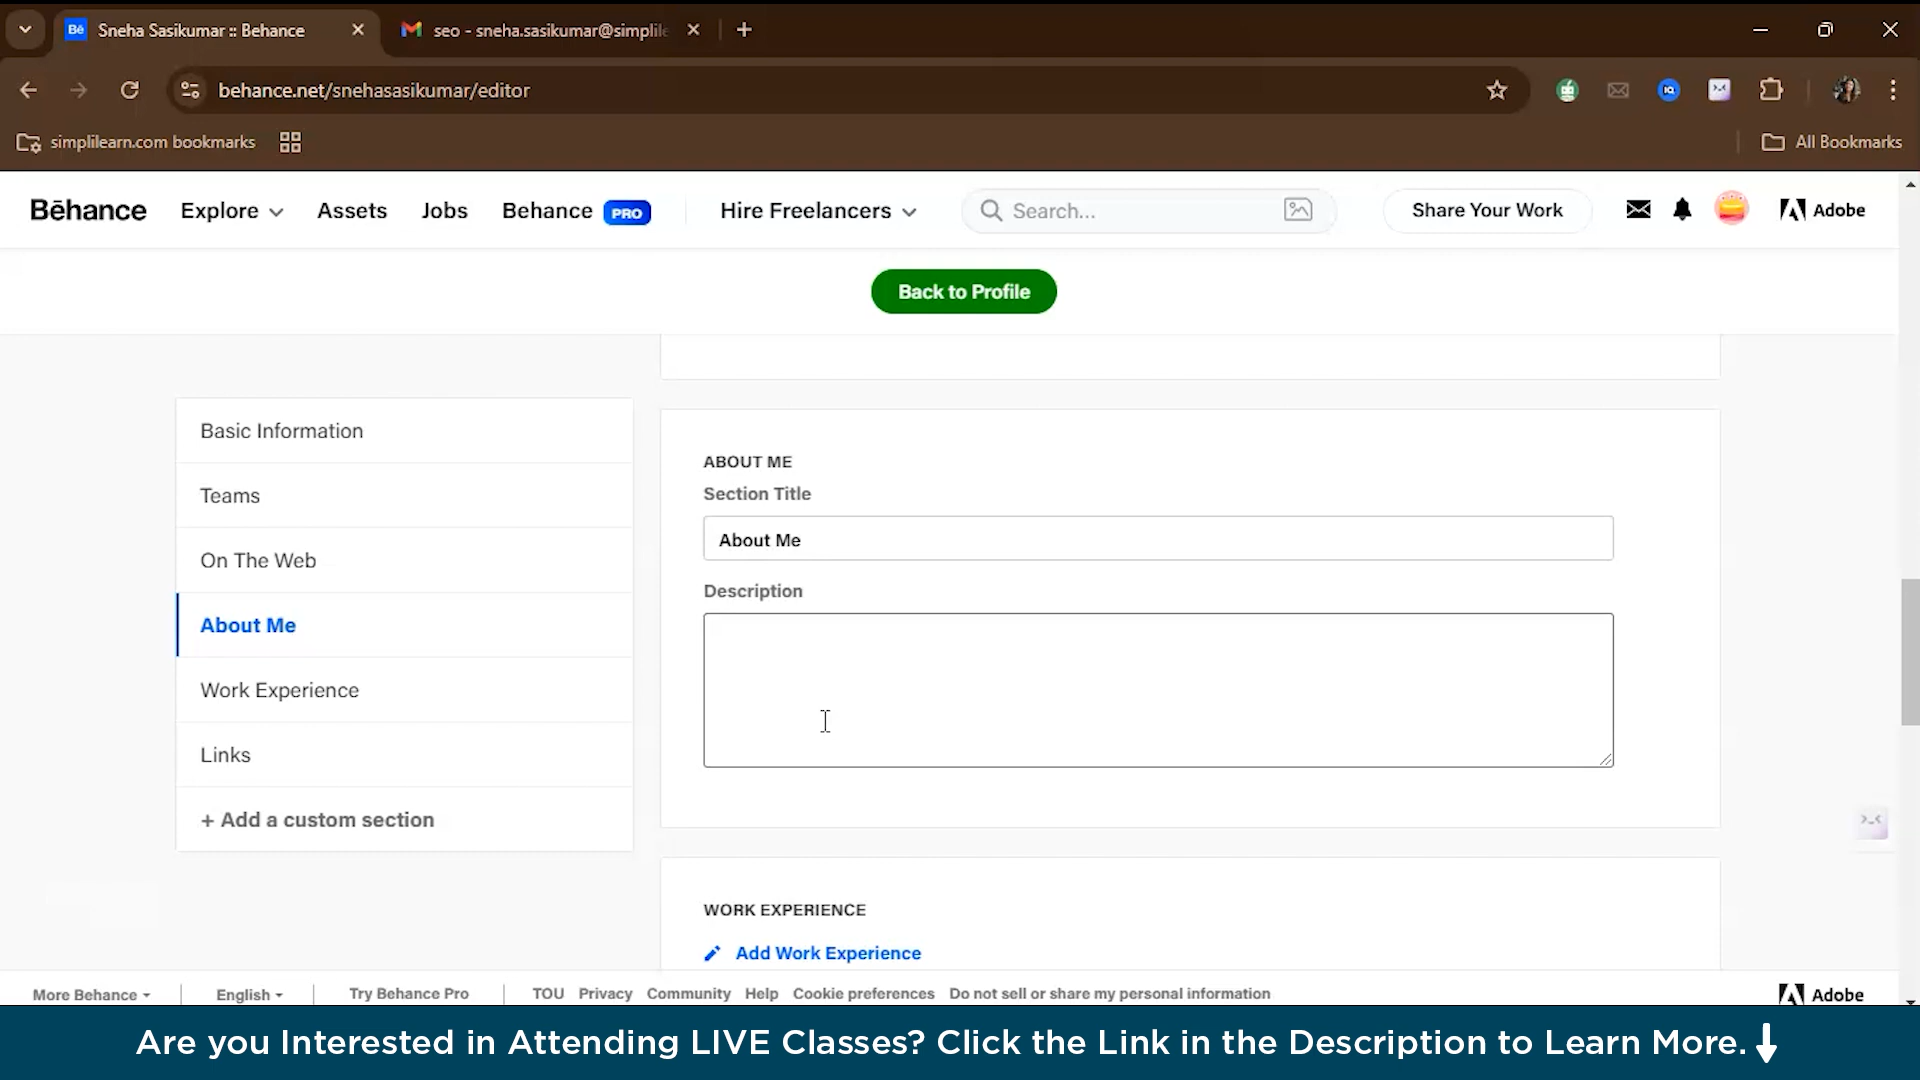 Bē Sneha Sasikumar :: Behance
seo - sneha.sasikumar@simplile
behance.net/snehasasikumar/editor
simplilearn.com bookmarks
All Bookmarks
Bēhance
Explore
Assets
Jobs
Behance PRO
Hire Freelancers
Search...
Share Your Work
Adobe
Back to Profile
Basic Information
Teams
On The Web
About Me
Work Experience
Links
+ Add a custom section
ABOUT ME
Section Title
About Me
Description
WORK EXPERIENCE
Add Work Experience
More Behance
English
Try Behance Pro
TOU Privacy Community Help Cookie preferences Do not sell or share my personal information
Adobe
Are you Interested in Attending LIVE Classes? Click the Link in the Description to Learn More.